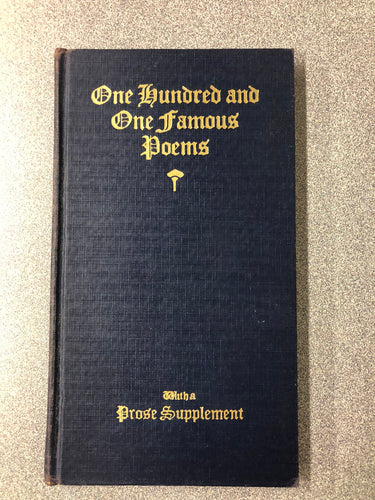 One Hundred and
One Famous
Poems
With a
Prose Supplement